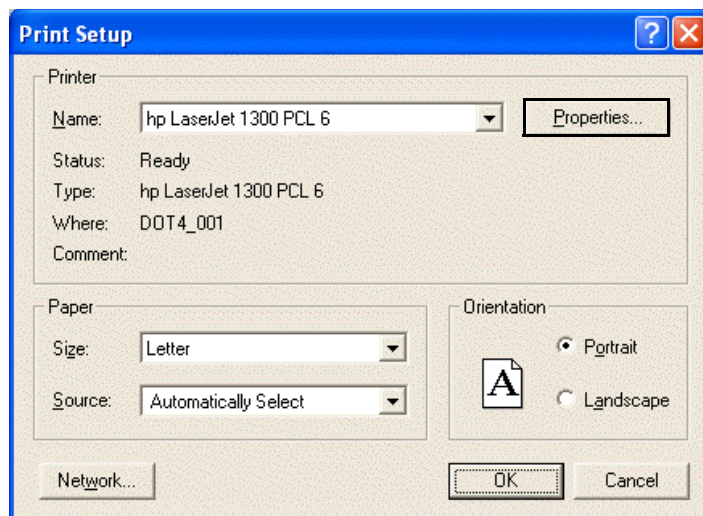 Print Setup
Printer
Name: hp LaserJet 1300 PCL 6 Properties...
Status: Ready
Type: hp LaserJet 1300 PCL 6
Where: DOT4_001
Comment:
Paper
Size: Letter
Source: Automatically Select
Orientation
A
Portrait
Landscape
Network... OK Cancel